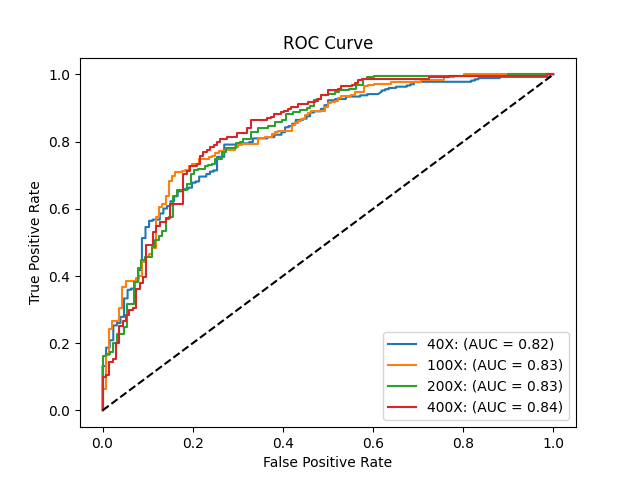 ROC Curve
True Positive Rate
1.0
0.8
0.6
0.4
0.2
0.0
40X: (AUC = 0.82)
100X: (AUC = 0.83)
200X: (AUC = 0.83)
400X: (AUC = 0.84)
0.0 0.2 0.4 0.6 0.8 1.0
False Positive Rate